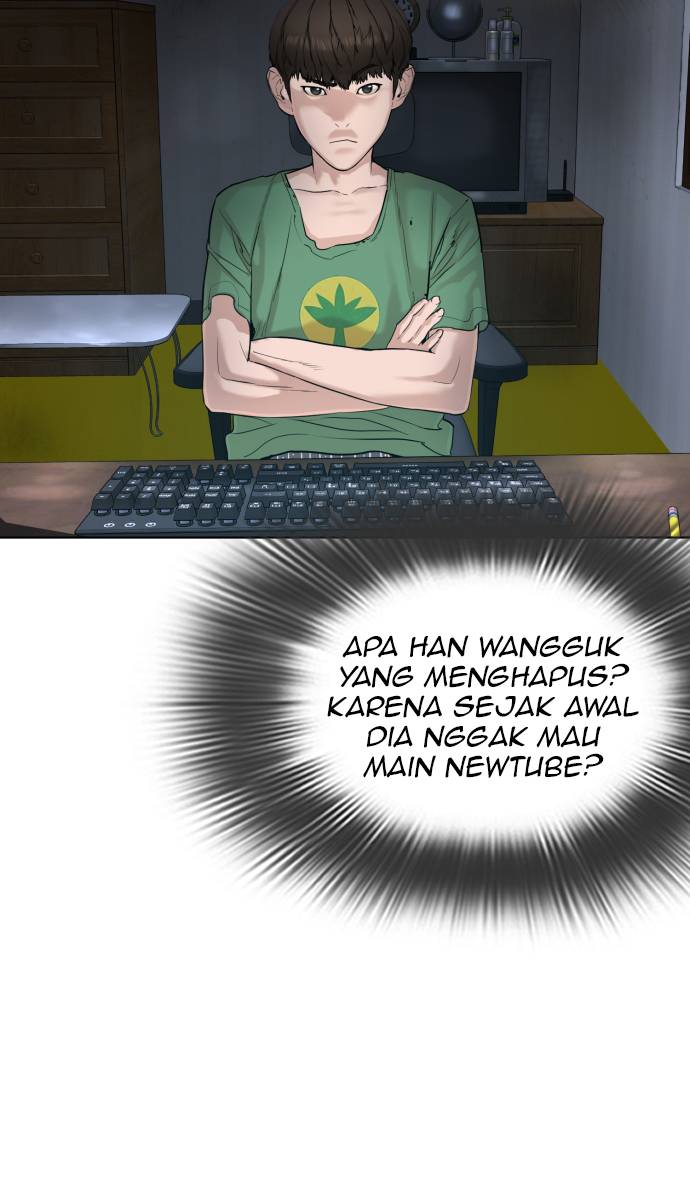 APA HAN WANGGUK
YANG MENGHAPUS?
KARENA SEJAK AWAL
DIA NGGAK MAU
MAIN NEWTUBE?